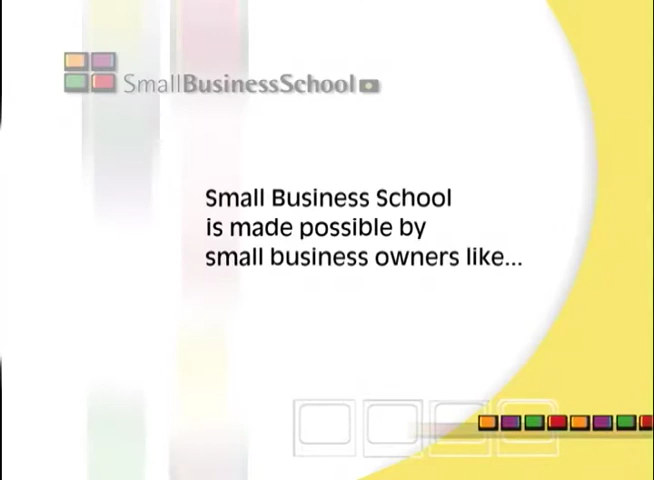 SmallBusinessSchool
Small Business School
is made possible by
small business owners like...